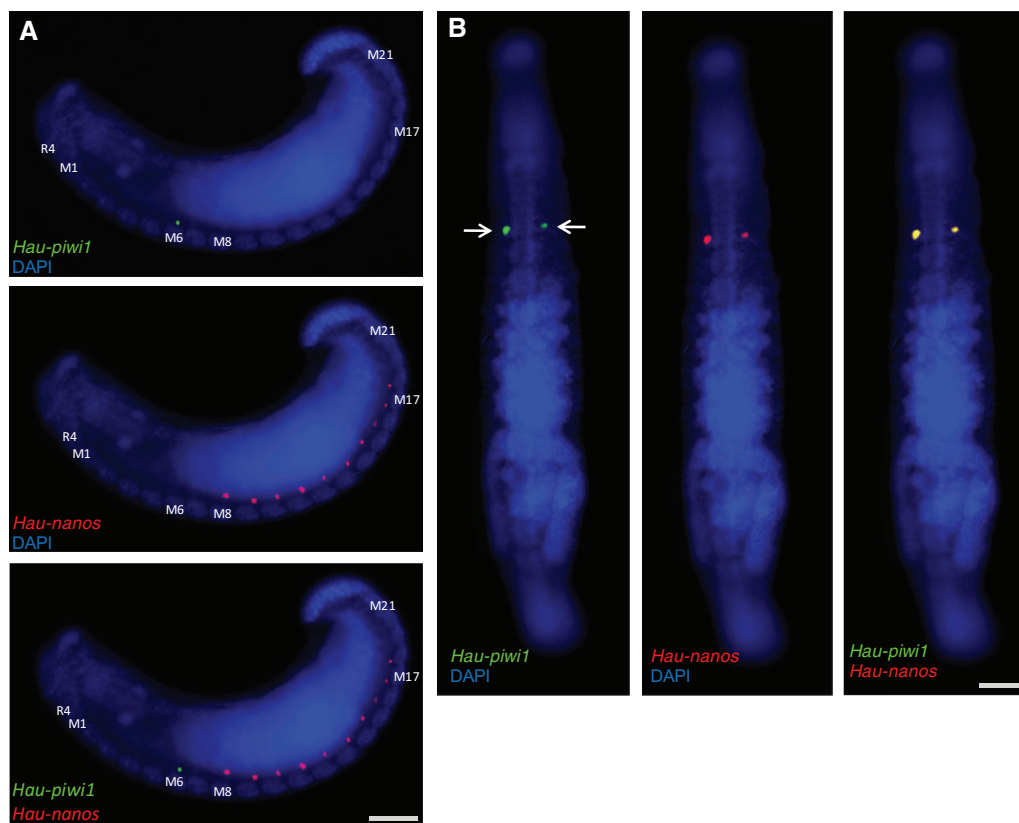 A
M21
M17
R4
M1
M6
M8
Hau-piwi1
DAPI
M21
M17
R4
M1
M6
M8
Hau-nanos
DAPI
M21
M17
R4
M1
M6
M8
Hau-piwi1
Hau-nanos
B
Hau-piwi1
DAPI
Hau-nanos
DAPI
Hau-piwi1
Hau-nanos